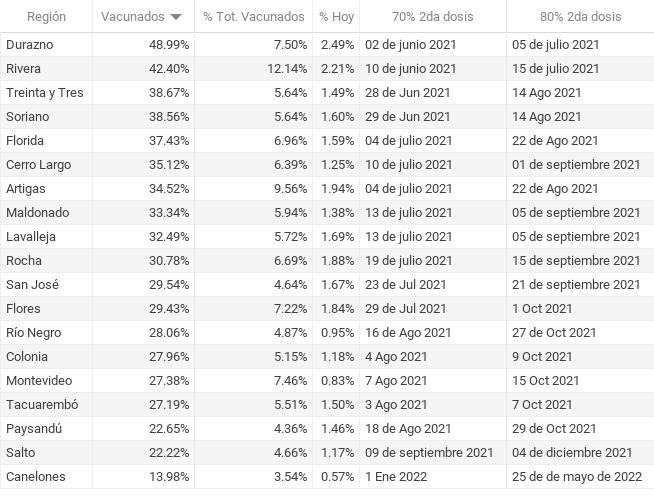 Región Vacunados % Tot. Vacunados % Hoy 70% 2da dosis 80% 2da dosis
Durazno 48.99% 7.50% 2.49% 02 de junio 2021 05 de julio 2021
Rivera 42.40% 12.14% 2.21% 10 de junio 2021 15 de julio 2021
Treinta y Tres 38.67% 5.64% 1.49% 28 de Jun 2021 14 Ago 2021
Soriano 38.56% 5.64% 1.60% 29 de Jun 2021 14 Ago 2021
Florida 37.43% 6.96% 1.59% 04 de julio 2021 22 de Ago 2021
Cerro Largo 35.12% 6.39% 1.25% 10 de julio 2021 01 de septiembre 2021
Artigas 34.52% 9.56% 1.94% 04 de julio 2021 22 de Ago 2021
Maldonado 33.34% 5.94% 1.38% 13 de julio 2021 05 de septiembre 2021
Lavalleja 32.49% 5.72% 1.69% 13 de julio 2021 05 de septiembre 2021
Rocha 30.78% 6.69% 1.88% 19 de julio 2021 15 de septiembre 2021
San José 29.54% 4.64% 1.67% 23 de Jul 2021 21 de septiembre 2021
Flores 29.43% 7.22% 1.84% 29 de Jul 2021 1 Oct 2021
Río Negro 28.06% 4.87% 0.95% 16 de Ago 2021 27 de Oct 2021
Colonia 27.96% 5.15% 1.18% 4 Ago 2021 9 Oct 2021
Montevideo 27.38% 7.46% 0.83% 7 Ago 2021 15 Oct 2021
Tacuarembó 27.19% 5.51% 1.50% 3 Ago 2021 7 Oct 2021
Paysandú 22.65% 4.36% 1.46% 18 de Ago 2021 29 de Oct 2021
Salto 22.22% 4.66% 1.17% 09 de septiembre 2021 04 de diciembre 2021
Canelones 13.98% 3.54% 0.57% 1 Ene 2022 25 de de mayo de 2022